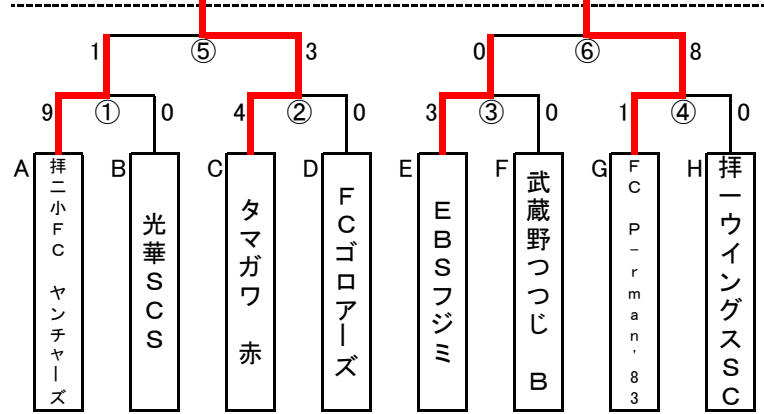 1 ⑤ 3 0 ⑥ 8
9 ① 0 4 ② 0 3 ③ 0 1 ④ 0
A 拝二小FC ヤンチャーズ
B 光華SCS
C タマガワ 赤
D FCゴロアーズ
E EBSフジミ
F 武蔵野つつじ B
G FC P-rman'83
H 拝一ウイングスSC